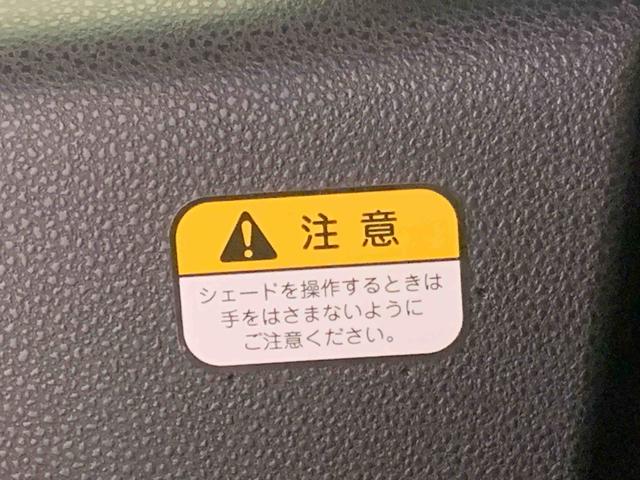 注意
シェードを操作するときは
手をはさまないように
ご注意ください。